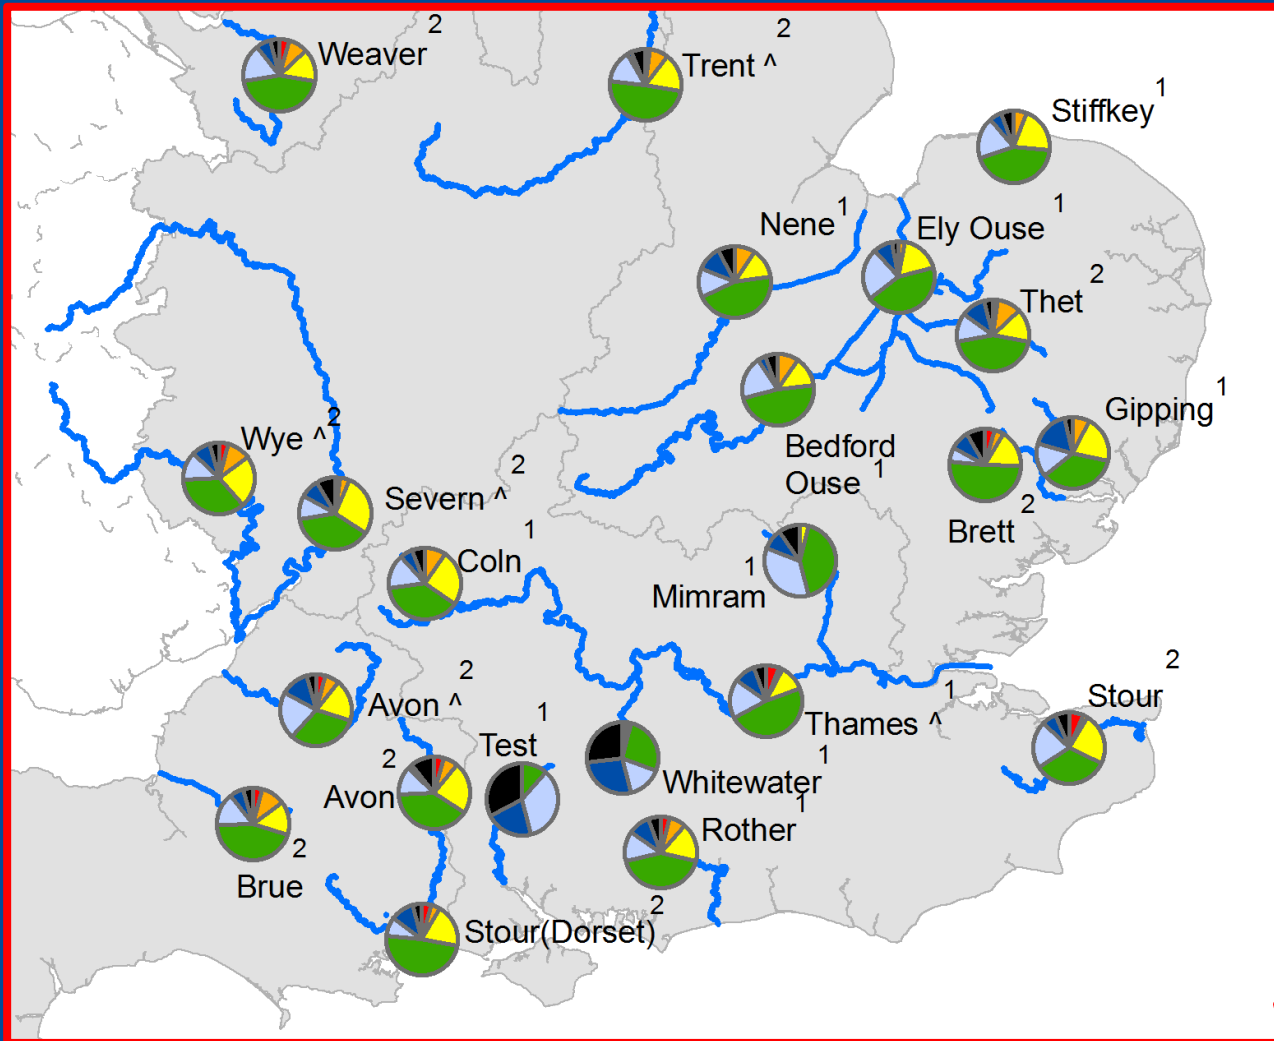 Weaver 2
Trent ^ 2
Stiffkey 1
Nene 1
Ely Ouse 1
Thet 2
Gipping 1
Wye ^ 2
Bedford
Ouse 1
Severn ^ 2
Brett 2
Coln 1
Mimram 1
Stour 2
Avon ^ 2
Thames ^ 1
Test 1
Whitewater 1
Avon 2
Rother 1
Brue 2
Stour(Dorset) 2